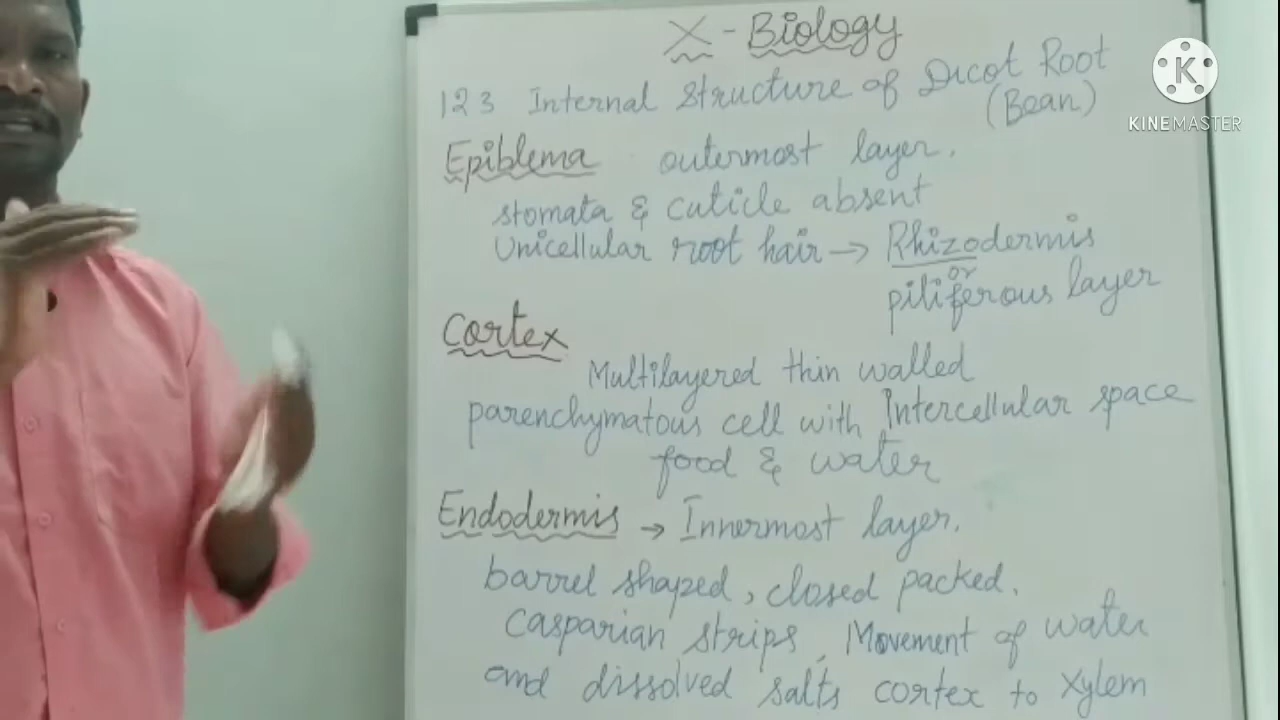 X - Biology
123 Internal Structure of Dicot Root
(Bean)
Epiblema outermost layer.
stomata & cuticle absent
Unicellular root hair → Rhizodermis
or
piliferous layer
Cortex
Multilayered thin walled
parenchymatous cell with Intercellular space
food & water
Endodermis → Innermost layer.
barrel shaped, closed packed.
Casparian strips, Movement of water
and dissolved salts cortex to xylem
K
KINEMASTER